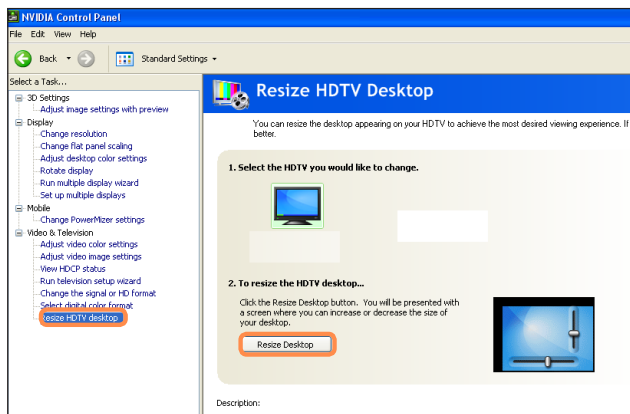 NVIDIA Control Panel
File Edit View Help
Back Standard Settings
Select a Task...
3D Settings
Adjust image settings with preview
Display
Change resolution
Change flat panel scaling
Adjust desktop color settings
Rotate display
Run multiple display wizard
Set up multiple displays
Mobile
Change PowerMizer settings
Video & Television
Adjust video color settings
Adjust video image settings
View HDCP status
Run television setup wizard
Change the signal or HD format
Select digital color format
Resize HDTV desktop
Resize HDTV Desktop
You can resize the desktop appearing on your HDTV to achieve the most desired viewing experience. If
better.
1. Select the HDTV you would like to change.
2. To resize the HDTV desktop...
Click the Resize Desktop button. You will be presented with
a screen where you can increase or decrease the size of
your desktop.
Resize Desktop
Description: